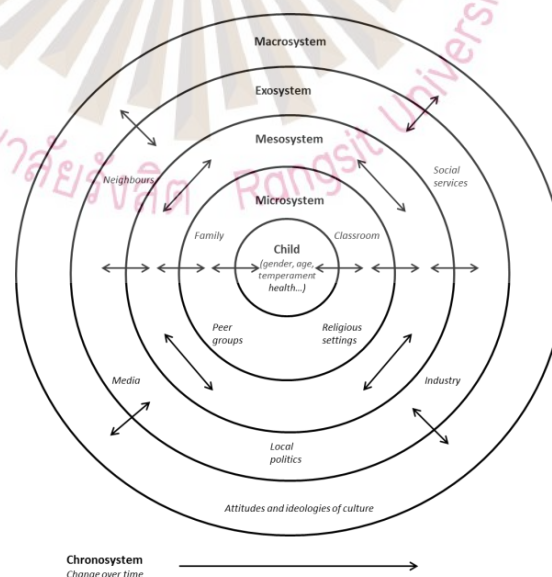 Macrosystem
Exosystem
Mesosystem
Neighbours
Social
services
Microsystem
Family
Classroom
Child
(gender, age,
temperament
health...)
Peer
groups
Religious
settings
Media
Industry
Local
politics
Attitudes and ideologies of culture
Chronosystem
Change over time
Rangsit